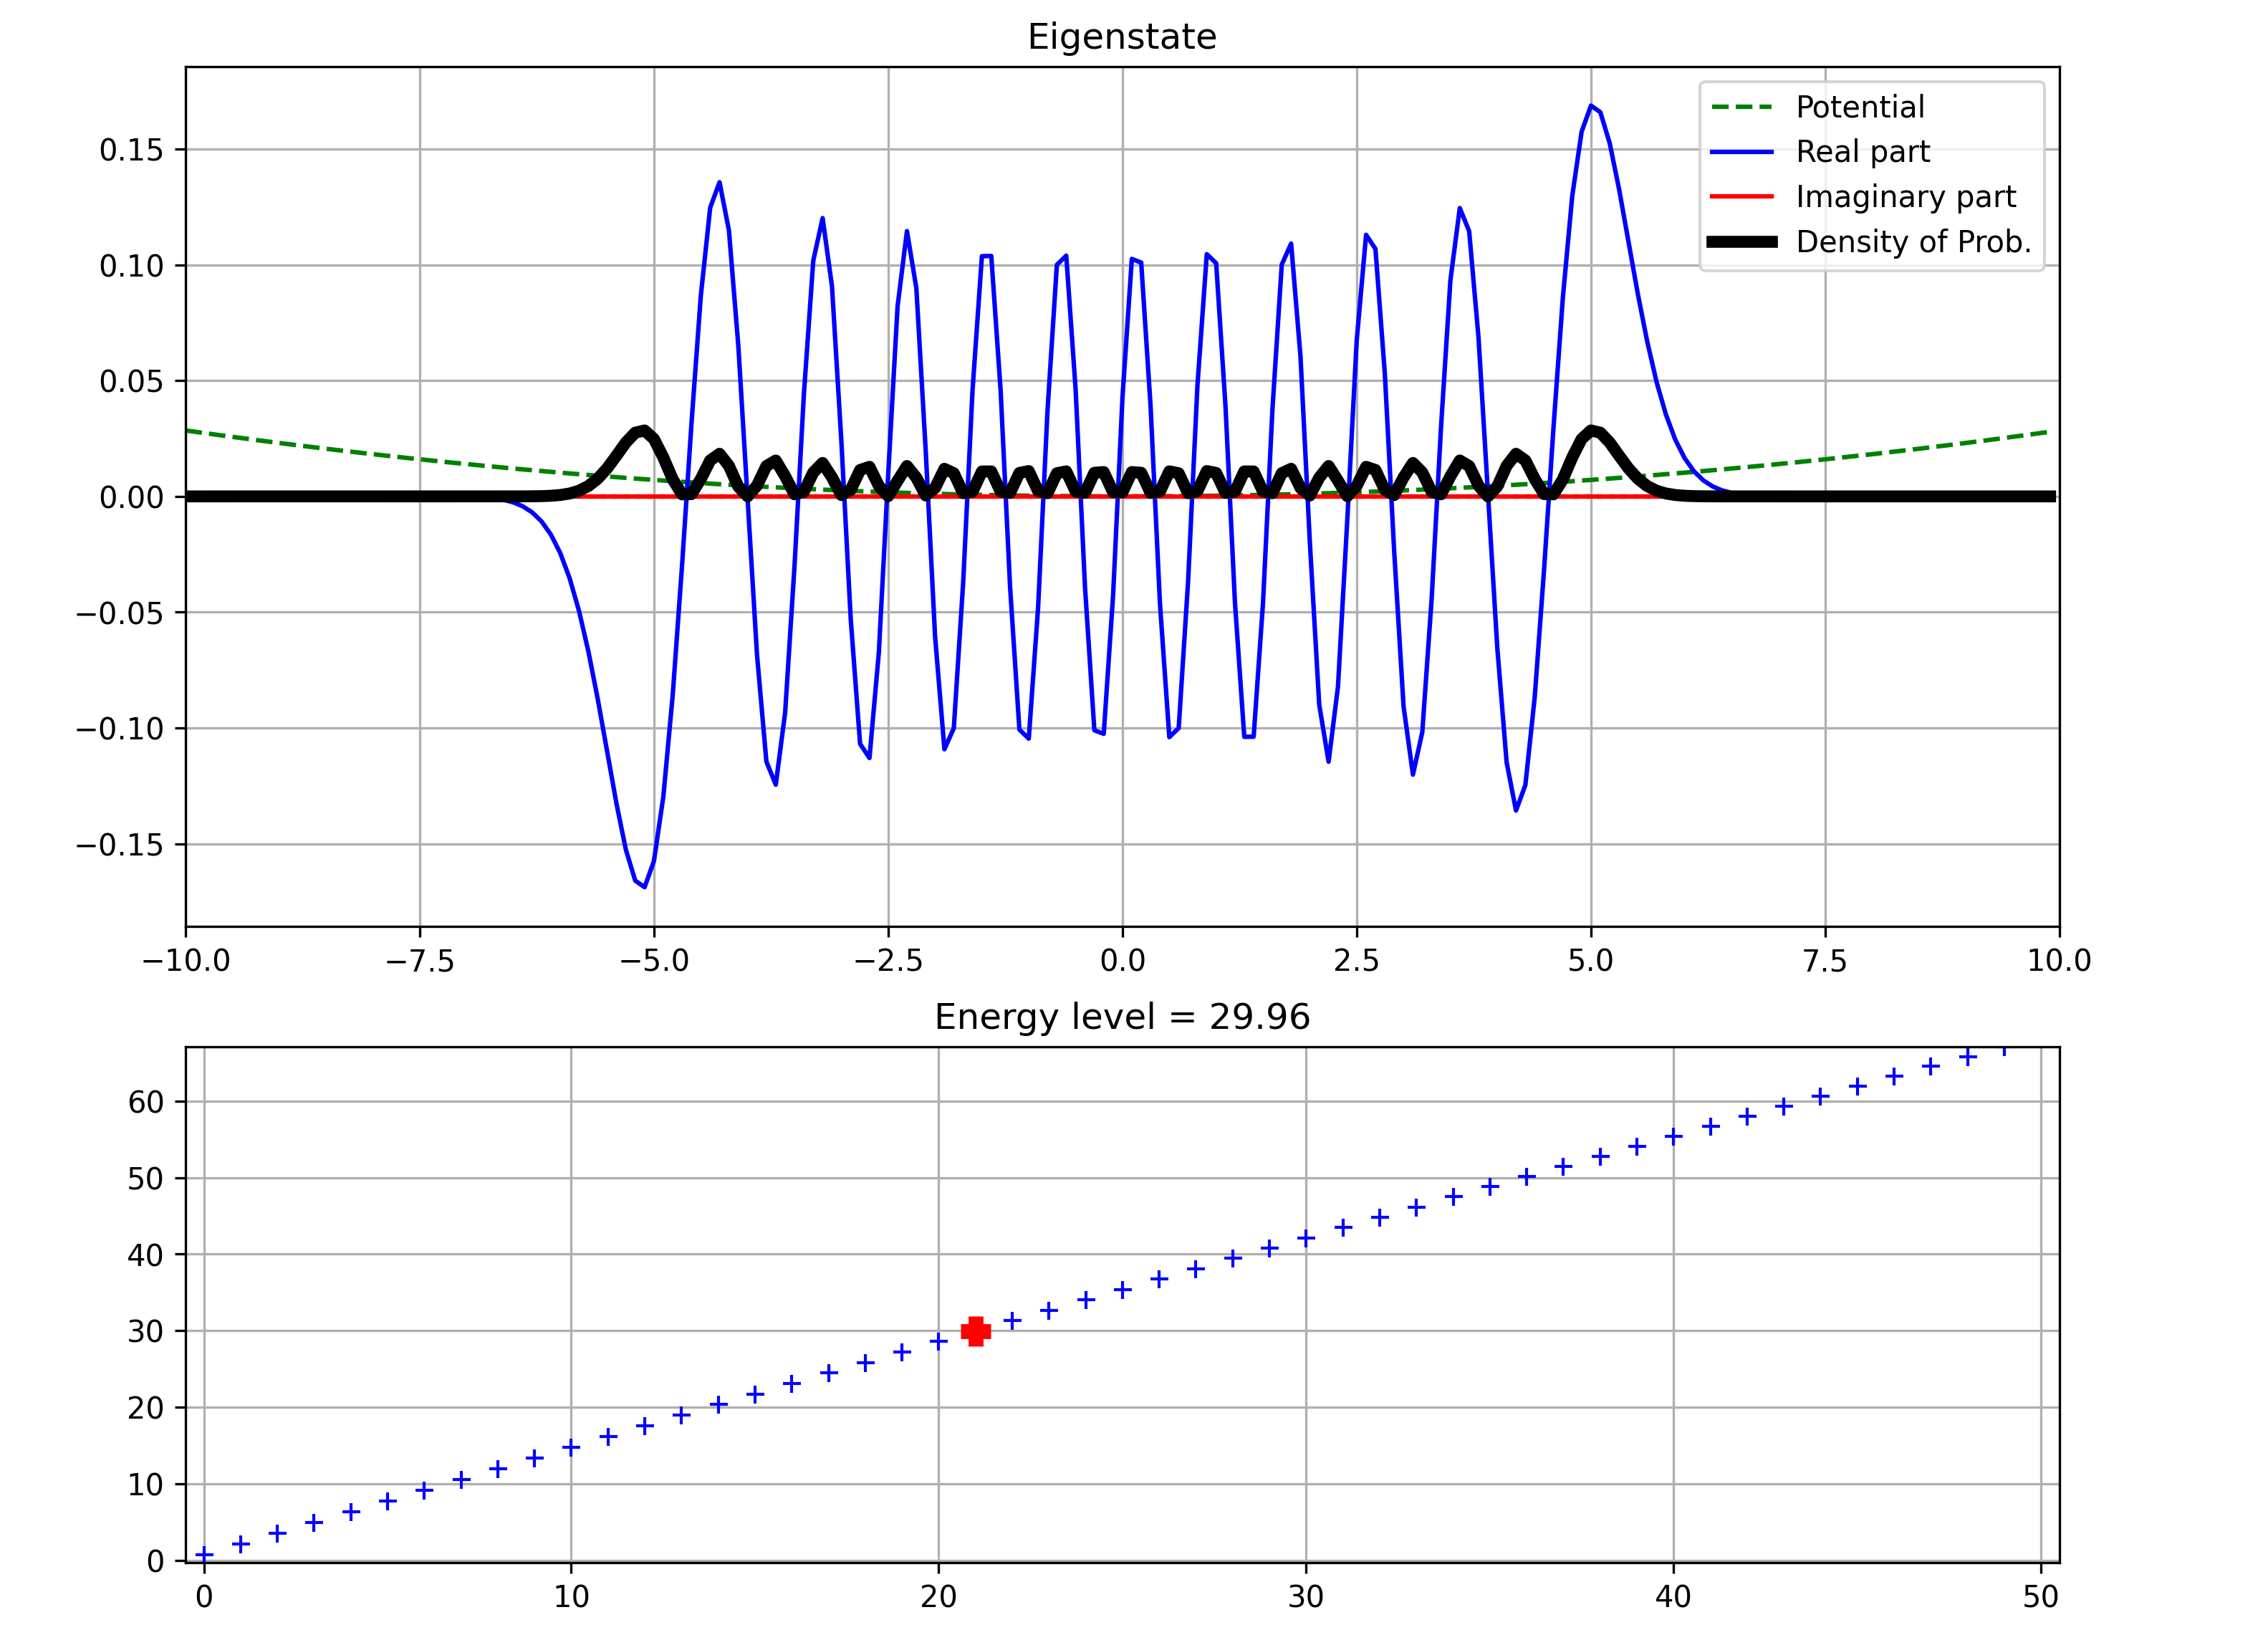 Eigenstate
Potential
Real part
Imaginary part
Density of Prob.
0.15
0.10
0.05
0.00
−0.05
−0.10
−0.15
−10.0 −7.5 −5.0 −2.5 0.0 2.5 5.0 7.5 10.0
Energy level = 29.96
60
50
40
30
20
10
0
0 10 20 30 40 50